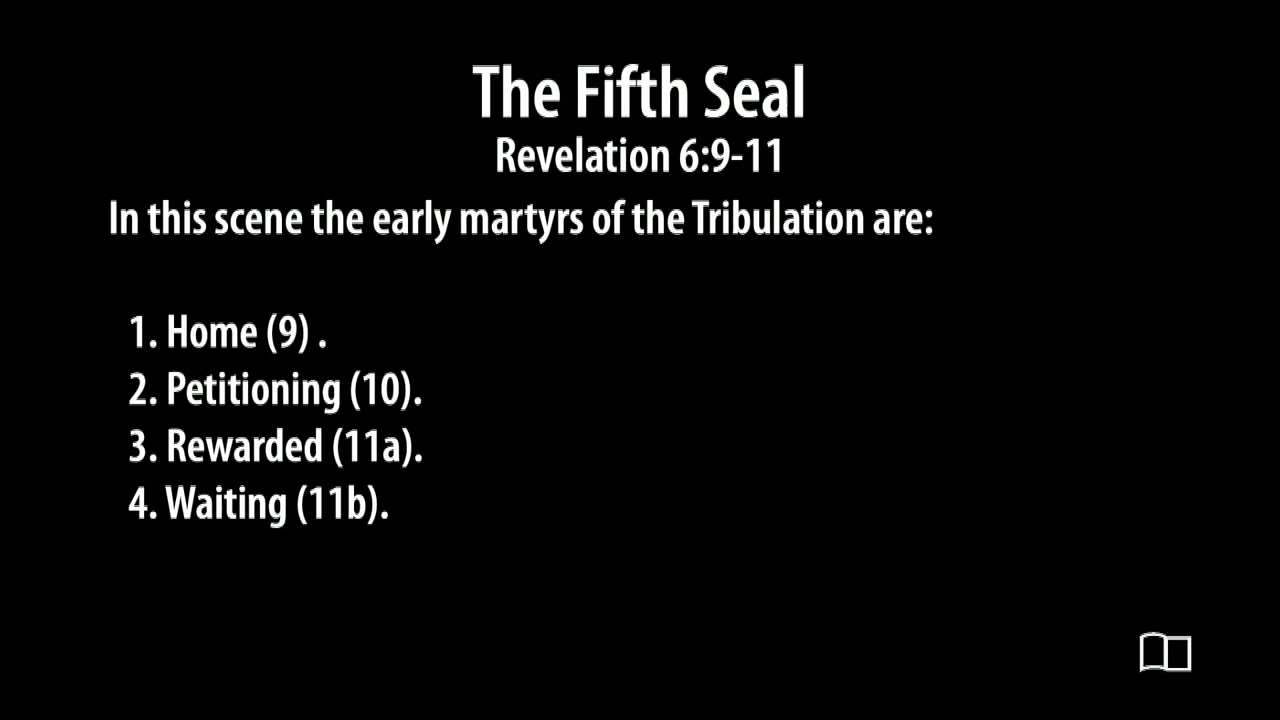 The Fifth Seal
Revelation 6:9-11
In this scene the early martyrs of the Tribulation are:
1. Home (9) .
2. Petitioning (10).
3. Rewarded (11a).
4. Waiting (11b).